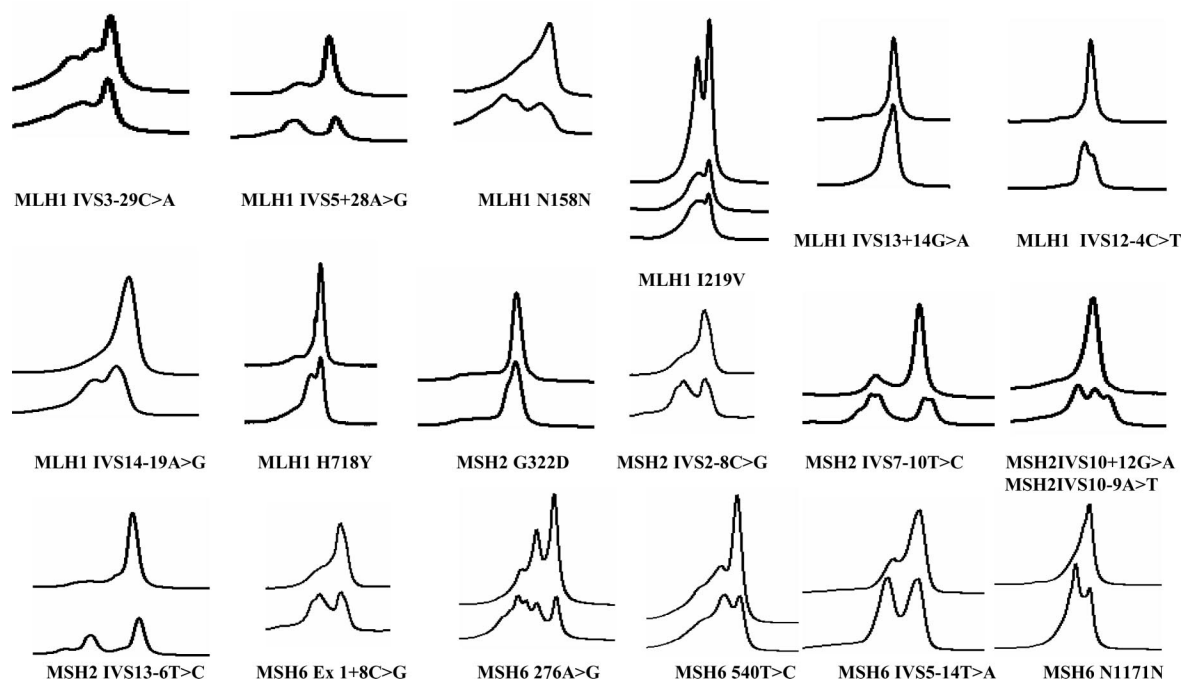 MLH1 IVS3-29C>A
MLH1 IVS5+28A>G
MLH1 N158N
MLH1 I219V
MLH1 IVS13+14G>A
MLH1 IVS12-4C>T
MLH1 IVS14-19A>G
MLH1 H718Y
MSH2 G322D
MSH2 IVS2-8C>G
MSH2 IVS7-10T>C
MSH2IVS10+12G>A
MSH2IVS10-9A>T
MSH2 IVS13-6T>C
MSH6 Ex 1+8C>G
MSH6 276A>G
MSH6 540T>C
MSH6 IVS5-14T>A
MSH6 N1171N